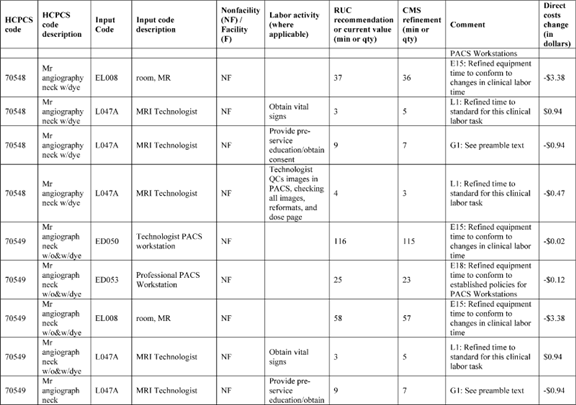 HCPCS code | HCPCS code description | Input Code | Input code description | Nonfacility (NF) / Facility (F) | Labor activity (where applicable) | RUC recommendation or current value (min or qty) | CMS refinement (min or qty) | Comment | Direct costs change (in dollars)
PACS Workstations
70548 | Mr angiography neck w/dye | EL008 | room, MR | NF | | 37 | 36 | E15: Refined equipment time to conform to changes in clinical labor time | -$3.38
70548 | Mr angiography neck w/dye | L047A | MRI Technologist | NF | Obtain vital signs | 3 | 5 | L1: Refined time to standard for this clinical labor task | $0.94
70548 | Mr angiography neck w/dye | L047A | MRI Technologist | NF | Provide pre-service education/obtain consent | 9 | 7 | G1: See preamble text | -$0.94
70548 | Mr angiography neck w/dye | L047A | MRI Technologist | NF | Technologist QCs images in PACS, checking all images, reformats, and dose page | 4 | 3 | L1: Refined time to standard for this clinical labor task | -$0.47
70549 | Mr angiograph neck w/o&w/dye | ED050 | Technologist PACS workstation | NF | | 116 | 115 | E15: Refined equipment time to conform to changes in clinical labor time | -$0.02
70549 | Mr angiograph neck w/o&w/dye | ED053 | Professional PACS Workstation | NF | | 25 | 23 | E18: Refined equipment time to conform to established policies for PACS Workstations | -$0.12
70549 | Mr angiograph neck w/o&w/dye | EL008 | room, MR | NF | | 58 | 57 | E15: Refined equipment time to conform to changes in clinical labor time | -$3.38
70549 | Mr angiograph neck w/o&w/dye | L047A | MRI Technologist | NF | Obtain vital signs | 3 | 5 | L1: Refined time to standard for this clinical labor task | $0.94
70549 | Mr angiograph neck | L047A | MRI Technologist | NF | Provide pre-service education/obtain | 9 | 7 | G1: See preamble text | -$0.94